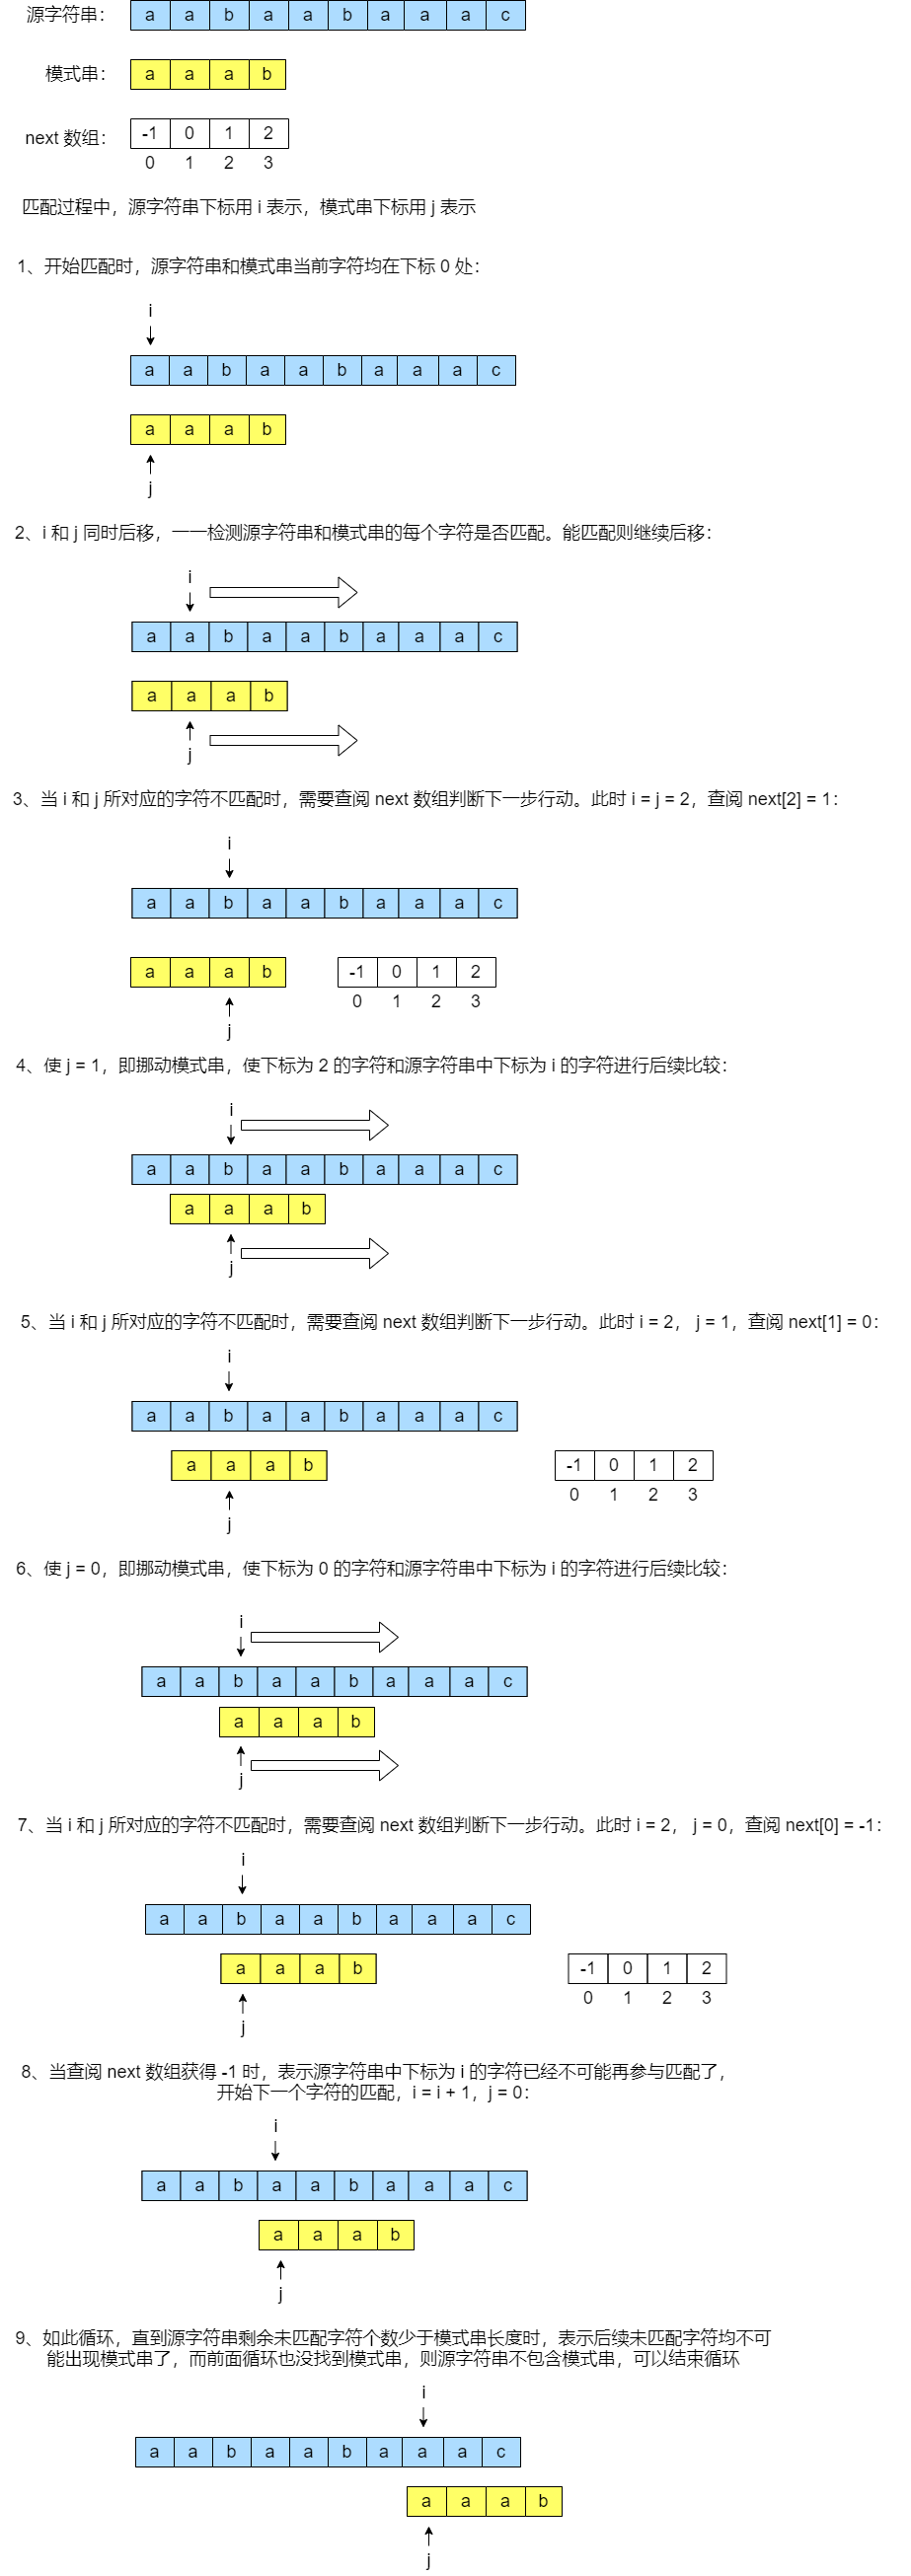 源字符串： a a b a a b a a a c
模式串： a a a b
next 数组： -1 0 1 2
0 1 2 3
匹配过程中，源字符串下标用 i 表示，模式串下标用 j 表示
1、开始匹配时，源字符串和模式串当前字符均在下标 0 处：
i
a a b a a b a a a c
a a a b
j
2、i 和 j 同时后移，一一检测源字符串和模式串的每个字符是否匹配。能匹配则继续后移：
i
a a b a a b a a a c
a a a b
j
3、当 i 和 j 所对应的字符不匹配时，需要查阅 next 数组判断下一步行动。此时 i = j = 2，查阅 next[2] = 1：
i
a a b a a b a a a c
a a a b -1 0 1 2
0 1 2 3
j
4、使 j = 1，即挪动模式串，使下标为 2 的字符和源字符串中下标为 i 的字符进行后续比较：
i
a a b a a b a a a c
a a a b
j
5、当 i 和 j 所对应的字符不匹配时，需要查阅 next 数组判断下一步行动。此时 i = 2， j = 1，查阅 next[1] = 0：
i
a a b a a b a a a c
a a a b -1 0 1 2
0 1 2 3
j
6、使 j = 0，即挪动模式串，使下标为 0 的字符和源字符串中下标为 i 的字符进行后续比较：
i
a a b a a b a a a c
a a a b
j
7、当 i 和 j 所对应的字符不匹配时，需要查阅 next 数组判断下一步行动。此时 i = 2， j = 0，查阅 next[0] = -1：
i
a a b a a b a a a c
a a a b -1 0 1 2
0 1 2 3
j
8、当查阅 next 数组获得 -1 时，表示源字符串中下标为 i 的字符已经不可能再参与匹配了，
开始下一个字符的匹配，i = i + 1，j = 0：
i
a a b a a b a a a c
a a a b
j
9、如此循环，直到源字符串剩余未匹配字符个数少于模式串长度时，表示后续未匹配字符均不可
能出现模式串了，而前面循环也没找到模式串，则源字符串不包含模式串，可以结束循环
i
a a b a a b a a a c
a a a b
j